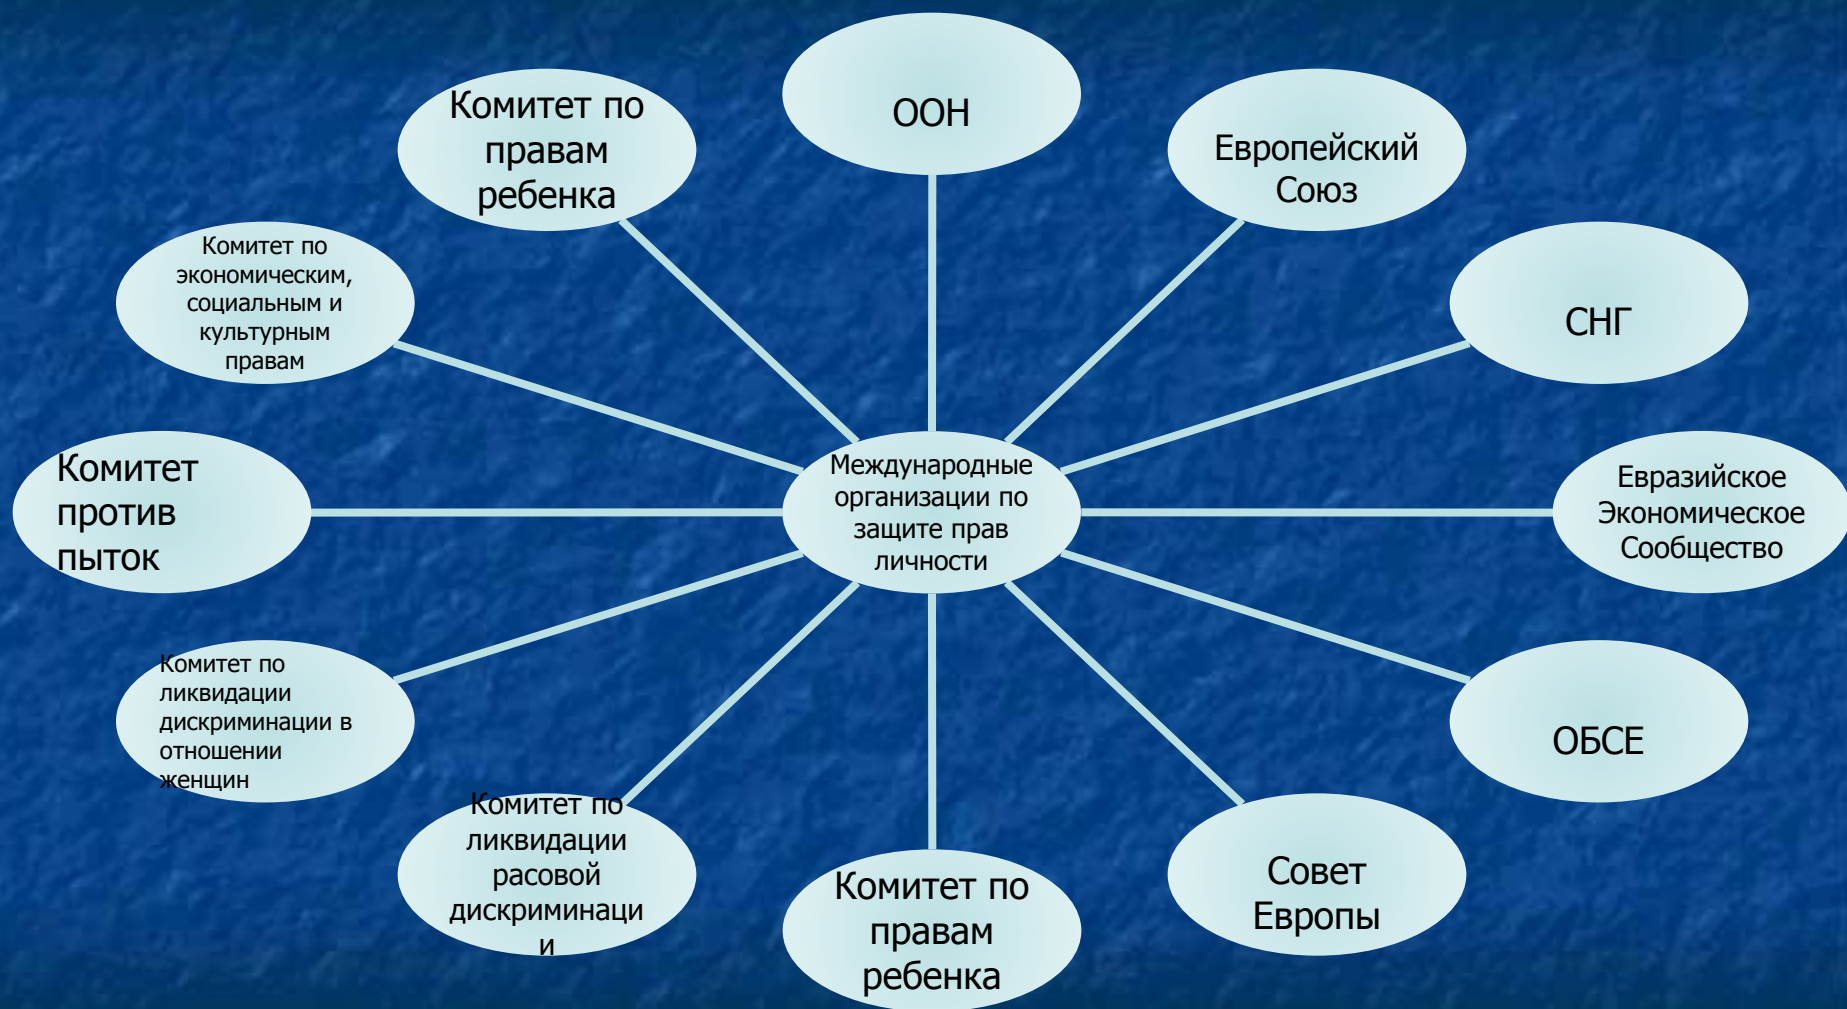 ООН
Европейский
Союз
СНГ
Евразийское
Экономическое
Сообщество
ОБСЕ
Совет
Европы
Комитет по
правам
ребенка
Комитет по
ликвидации
расовой
дискриминаци
и
Комитет по
ликвидации
дискриминации в
отношении
женщин
Комитет
против
пыток
Комитет по
экономическим,
социальным и
культурным
правам
Комитет по
правам
ребенка
Международные
организации по
защите прав
личности